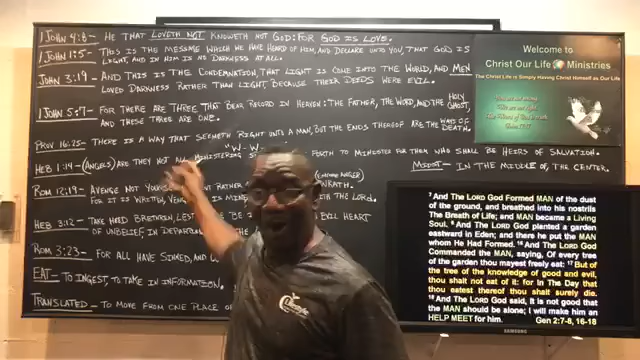 1 JOHN 4:8- HE THAT LOVETH NOT KNOWETH NOT GOD: FOR GOD IS LOVE.
1 JOHN 1:5- THIS IS THE MESSAGE WHICH WE HAVE HEARD OF HIM, AND DECLARE UNTO YOU, THAT GOD IS
LIGHT, AND IN HIM IS NO DARKNESS AT ALL.
JOHN 3:19- AND THIS IS THE CONDEMNATION, THAT LIGHT IS COME INTO THE WORLD, AND MEN
LOVED DARKNESS RATHER THAN LIGHT, BECAUSE THEIR DEEDS WERE EVIL.
1 JOHN 5:7- FOR THERE ARE THREE THAT BEAR RECORD IN HEAVEN: THE FATHER, THE WORD, AND THE HOLY GHOST,
AND THESE THREE ARE ONE.
PROV 16:25- THERE IS A WAY THAT SEEMETH RIGHT UNTO A MAN, BUT THE ENDS THEREOF ARE THE WAYS OF DEATH.
"W-W-
HEB 1:14- (ANGELS) ARE THEY NOT ALL MINISTERING FORTH TO MINISTER FOR THEM WHO SHALL BE HEIRS OF SALVATION.
MIDST- IN THE MIDDLE OF THE CENTER.
ROM 12:19- AVENGE NOT RATHER WRATH.
FOR IT IS WRITTEN, IS MINE THE LORD.
HEB 3:12- TAKE HEED BRETHREN, LEST BE IN EVIL HEART
OF UNBELIEF IN
ROM 3:23- FOR ALL HAVE SINNED, AND
EAT- TO INGEST, TO TAKE IN INFORMATION,
TRANSLATED- TO MOVE FROM ONE PLACE
Welcome to
Christ Our Life Ministries
The Christ Life is Simply Having Christ Himself as Our Life
7 And The LORD God Formed MAN of the dust
of the ground, and breathed into his nostrils
The Breath of Life; and MAN became a Living
Soul. 8 And The LORD God planted a garden
eastward in Eden; and there he put the MAN
whom He Had Formed. 16 And The LORD God
Commanded the MAN, saying, Of every tree
of the garden thou mayest freely eat: 17 But of
the tree of the knowledge of good and evil,
thou shalt not eat of it: for In The Day that
thou eatest thereof thou shalt surely die.
18 And The LORD God said, It is not good that
the MAN should be alone; I will make him an
HELP MEET for him. Gen 2:7-8, 16-18
SAMSUNG